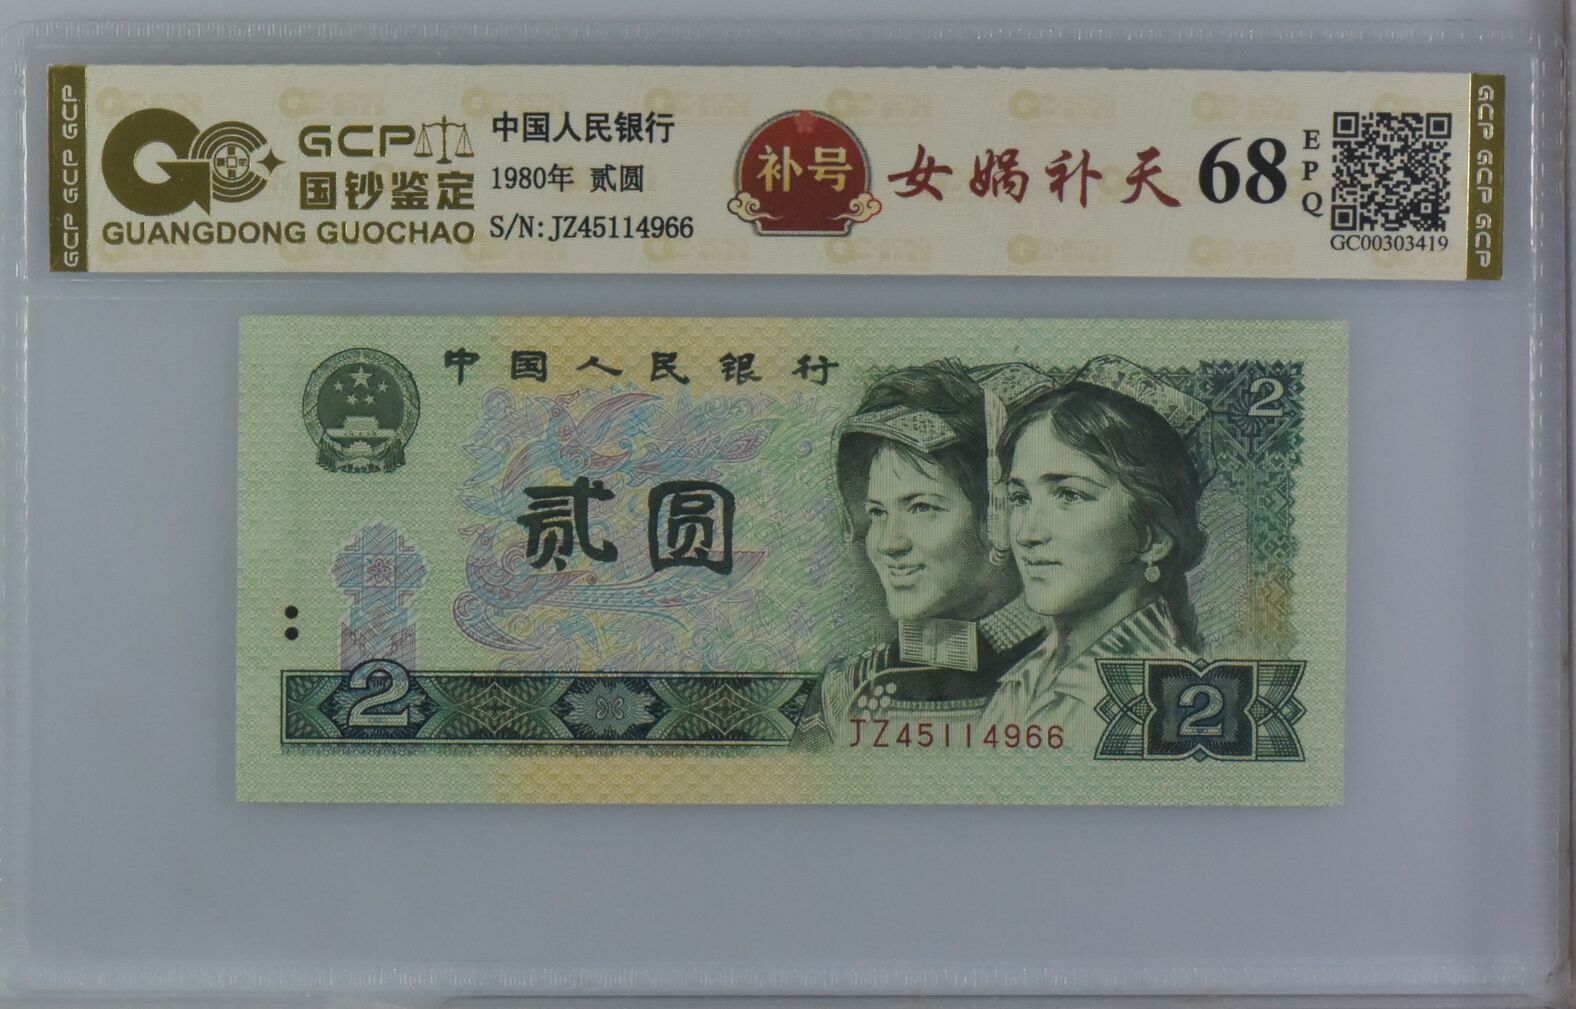 GCP GCP GCP
GCP
国钞鉴定
GUANGDONG GUOCHAO
中国人民银行
1980年 贰圆
S/N:JZ45114966
补号
女娲补天
68
EPQ
GC00303419
GCP GCP GCP
中国人民银行
2
贰圆
2
2
JZ45114966